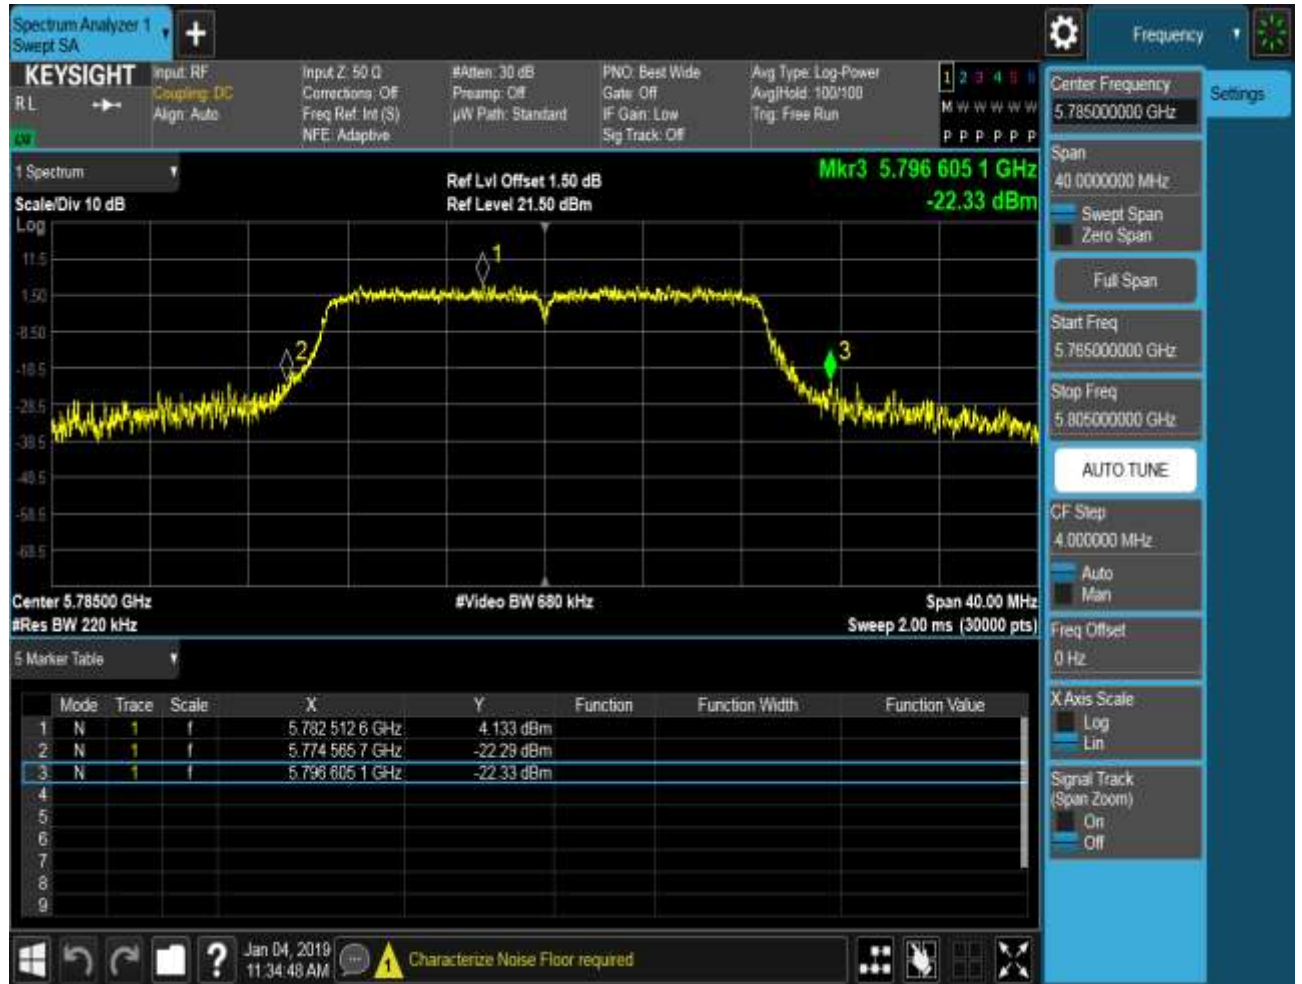 Spectrum Analyzer 1
Swept SA
+
Frequency
KEYSIGHT
RL
Input: RF
Coupling: DC
Align: Auto
Input Z: 50 Ω
Corrections: Off
Freq Ref: Int (S)
NFE: Adaptive
#Atten: 30 dB
Preamp: Off
µW Path: Standard
PNO: Best Wide
Gate: Off
IF Gain: Low
Sig Track: Off
Avg Type: Log-Power
Avg|Hold: 100/100
Trig: Free Run
1 2 3 4 5 6
M W W W W W
P P P P P P
1 Spectrum
Scale/Div 10 dB
Ref Lvl Offset 1.50 dB
Ref Level 21.50 dBm
Mkr3 5.796 605 1 GHz
-22.33 dBm
Log
11.5
1.50
-8.50
-18.5
-28.5
-38.5
-48.5
-58.5
-68.5
1
2
3
Center 5.78500 GHz
#Video BW 680 kHz
Span 40.00 MHz
#Res BW 220 kHz
Sweep 2.00 ms (30000 pts)
5 Marker Table
Mode Trace Scale X Y Function Function Width Function Value
1 N 1 f 5.782 512 6 GHz 4.133 dBm
2 N 1 f 5.774 565 7 GHz -22.29 dBm
3 N 1 f 5.796 605 1 GHz -22.33 dBm
4
5
6
7
8
9
Center Frequency
5.785000000 GHz
Settings
Span
40.0000000 MHz
Swept Span
Zero Span
Full Span
Start Freq
5.765000000 GHz
Stop Freq
5.805000000 GHz
AUTO TUNE
CF Step
4.000000 MHz
Auto
Man
Freq Offset
0 Hz
X Axis Scale
Log
Lin
Signal Track
(Span Zoom)
On
Off
?
Jan 04, 2019
11:34:48 AM
1
Characterize Noise Floor required